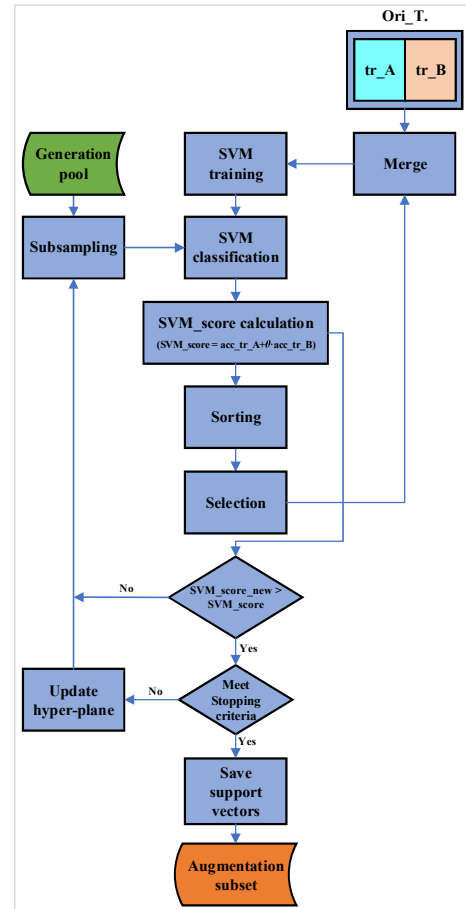 Ori_T.
tr_A
tr_B
Generation
pool
SVM
training
Merge
Subsampling
SVM
classification
SVM_score calculation
(SVM_score = acc_tr_A+θ·acc_tr_B)
Sorting
Selection
No
SVM_score_new >
SVM_score
Yes
Update
hyper-plane
No
Meet
Stopping
criteria
Yes
Save
support
vectors
Augmentation
subset